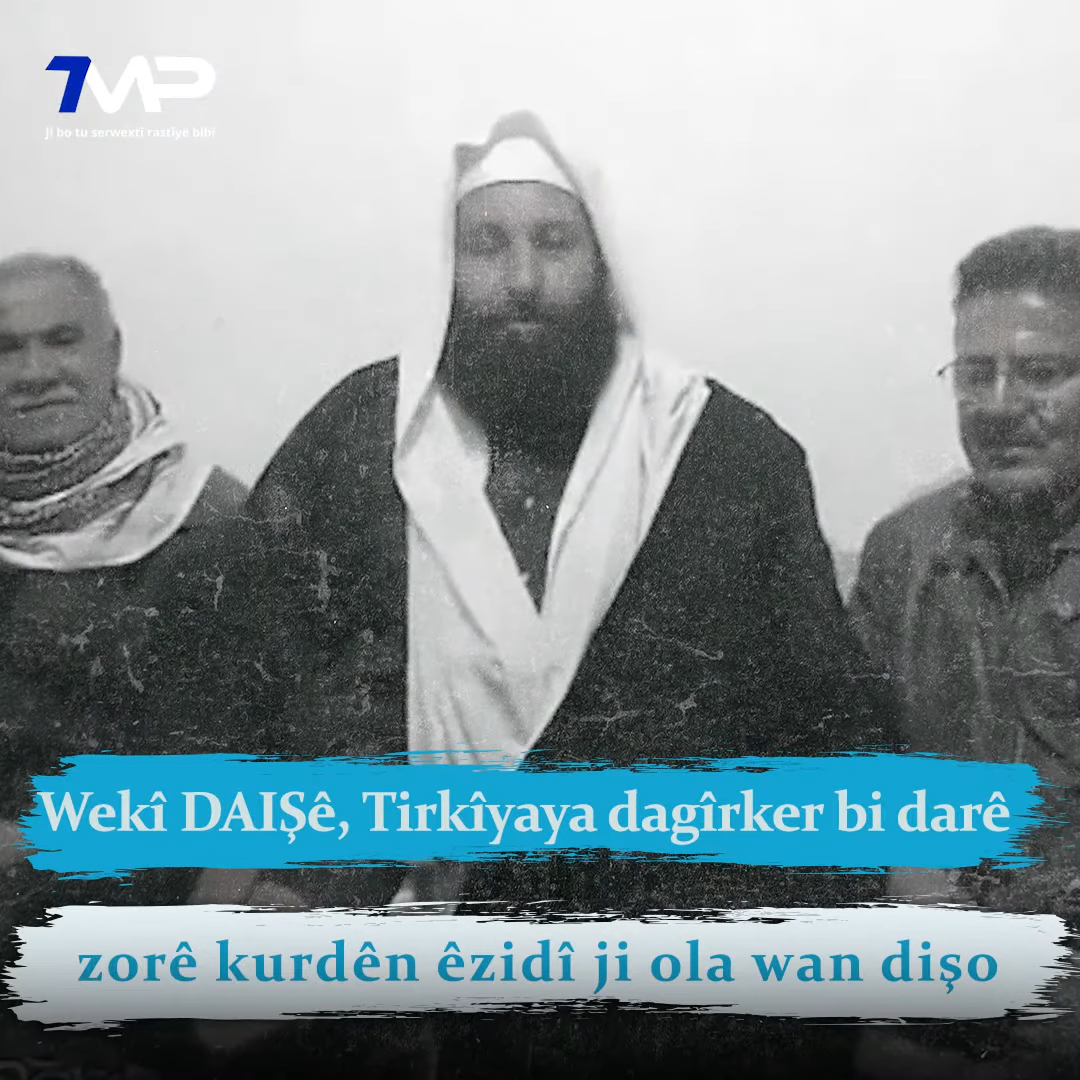 7MP
Ji bo tu serwextî rastîyê bibî
Wekî DAIŞê, Tirkîyaya dagîrker bi darê
zorê kurdên êzidî ji ola wan dişo